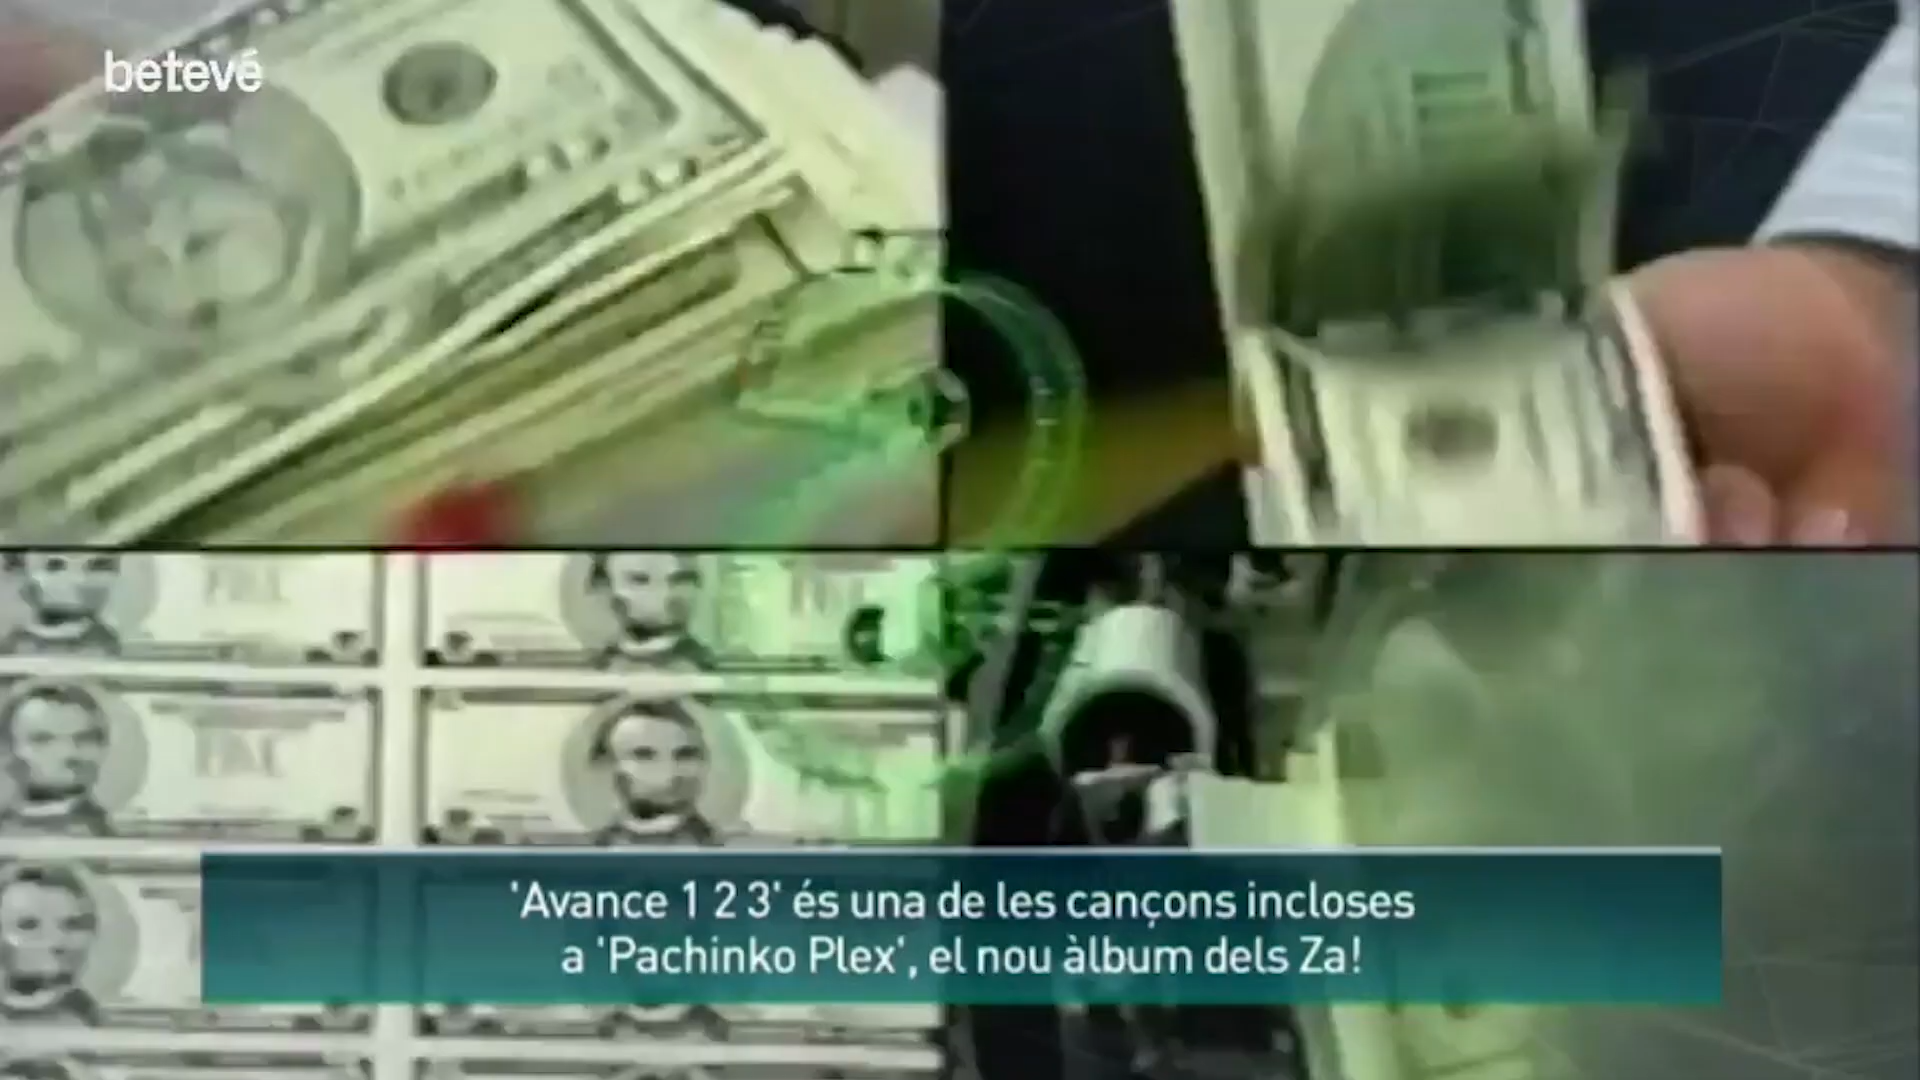 betevé
'Avance 1 2 3' és una de les cançons incloses
a 'Pachinko Plex', el nou àlbum dels Za!